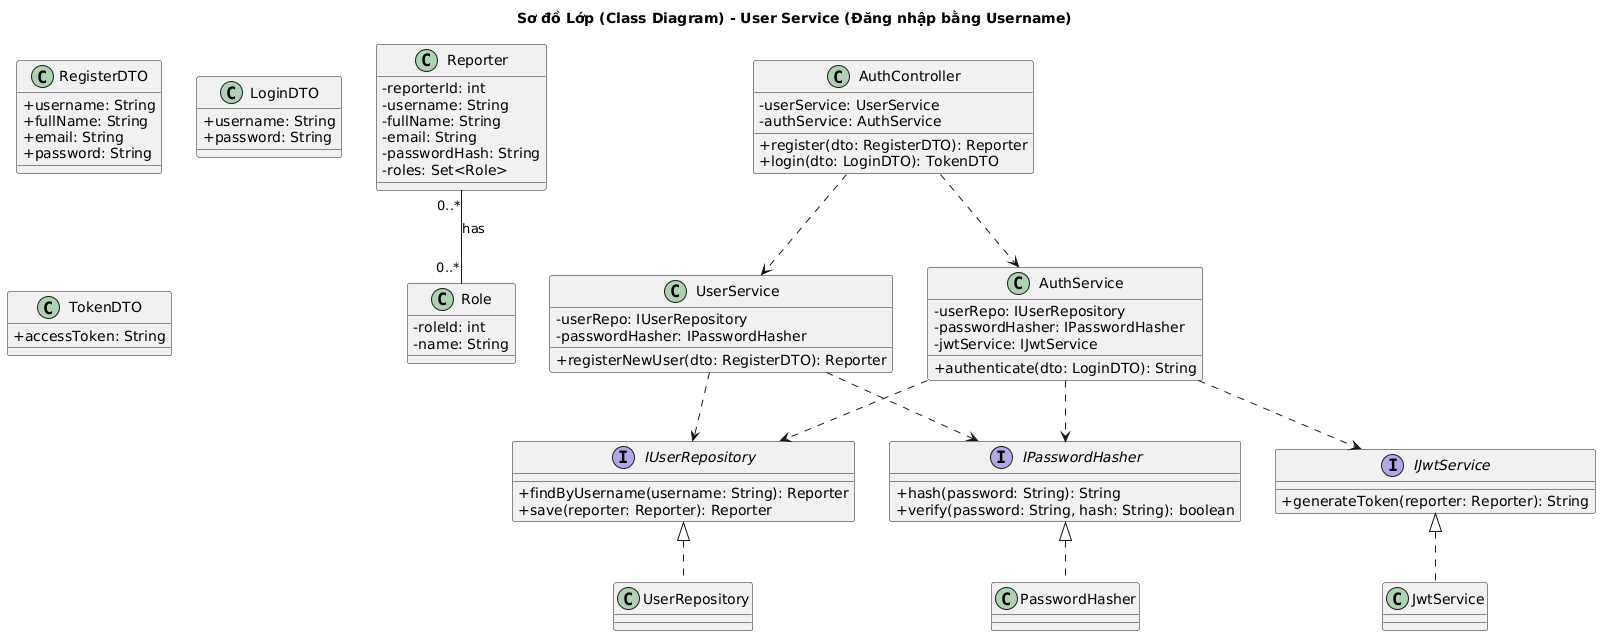 Sơ đồ Lớp (Class Diagram) - User Service (Đăng nhập bằng Username)
C RegisterDTO
+username: String
+fullName: String
+email: String
+password: String
C LoginDTO
+username: String
+password: String
C Reporter
-reporterId: int
-username: String
-fullName: String
-email: String
-passwordHash: String
-roles: Set<Role>
C AuthController
-userService: UserService
-authService: AuthService
+register(dto: RegisterDTO): Reporter
+login(dto: LoginDTO): TokenDTO
0..*
has
0..*
C TokenDTO
+accessToken: String
C Role
-roleId: int
-name: String
C UserService
-userRepo: IUserRepository
-passwordHasher: IPasswordHasher
+registerNewUser(dto: RegisterDTO): Reporter
C AuthService
-userRepo: IUserRepository
-passwordHasher: IPasswordHasher
-jwtService: IJwtService
+authenticate(dto: LoginDTO): String
I IUserRepository
+findByUsername(username: String): Reporter
+save(reporter: Reporter): Reporter
I IPasswordHasher
+hash(password: String): String
+verify(password: String, hash: String): boolean
I IJwtService
+generateToken(reporter: Reporter): String
C UserRepository
C PasswordHasher
C JwtService